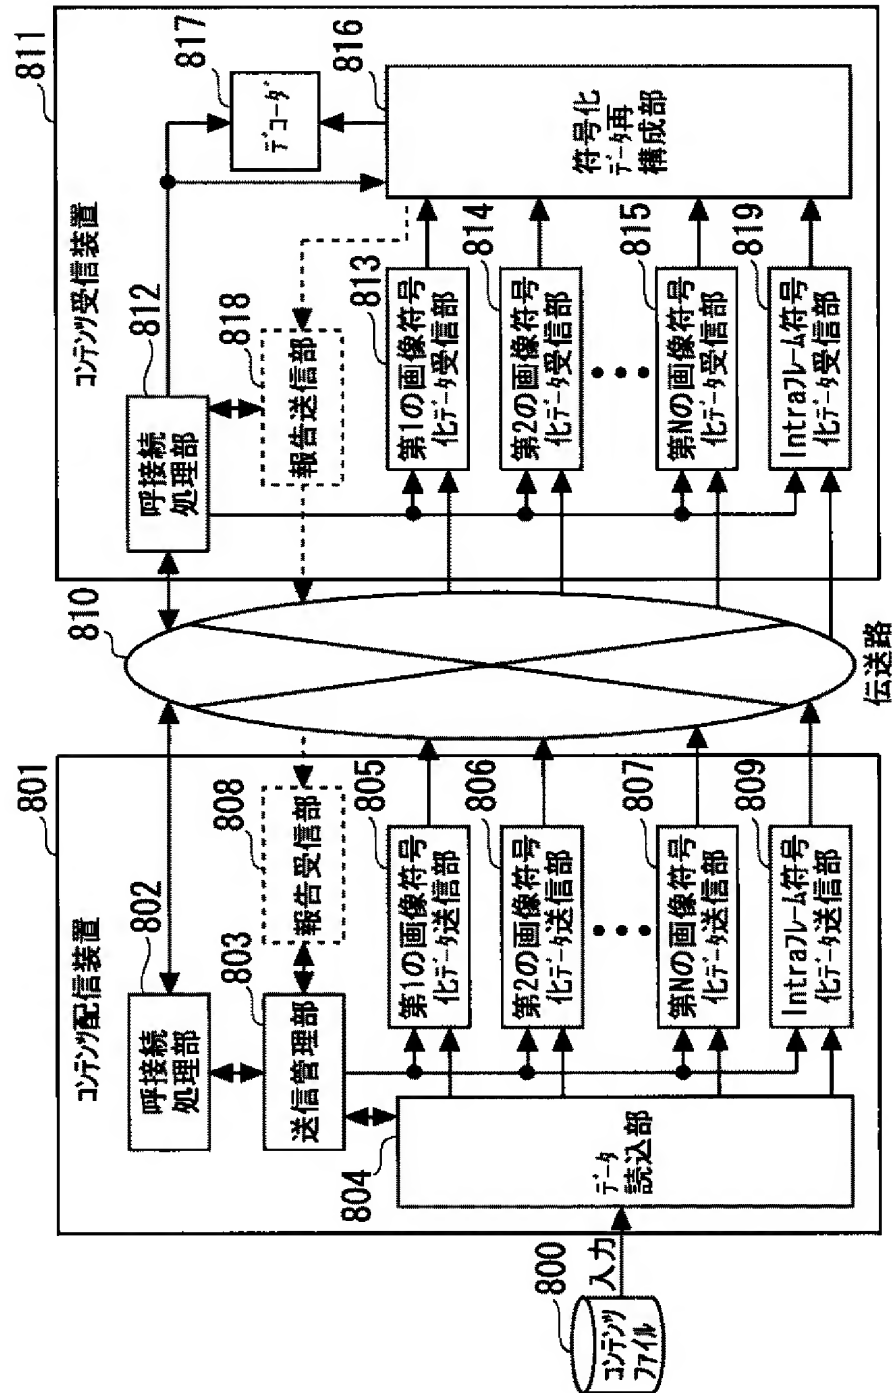 800
コンテンツ
ファイル
入力
801
コンテンツ配信装置
802
呼接続
処理部
803
送信管理部
804
データ
読込部
808
報告受信部
805
第1の画像符号
化データ送信部
806
第2の画像符号
化データ送信部
807
第Nの画像符号
化データ送信部
809
Intraフレーム符号
化データ送信部
810
伝送路
811
コンテンツ受信装置
812
呼接続
処理部
818
報告送信部
813
第1の画像符号
化データ受信部
814
第2の画像符号
化データ受信部
815
第Nの画像符号
化データ受信部
819
Intraフレーム符号
化データ受信部
817
デコーダ
816
符号化
データ再
構成部